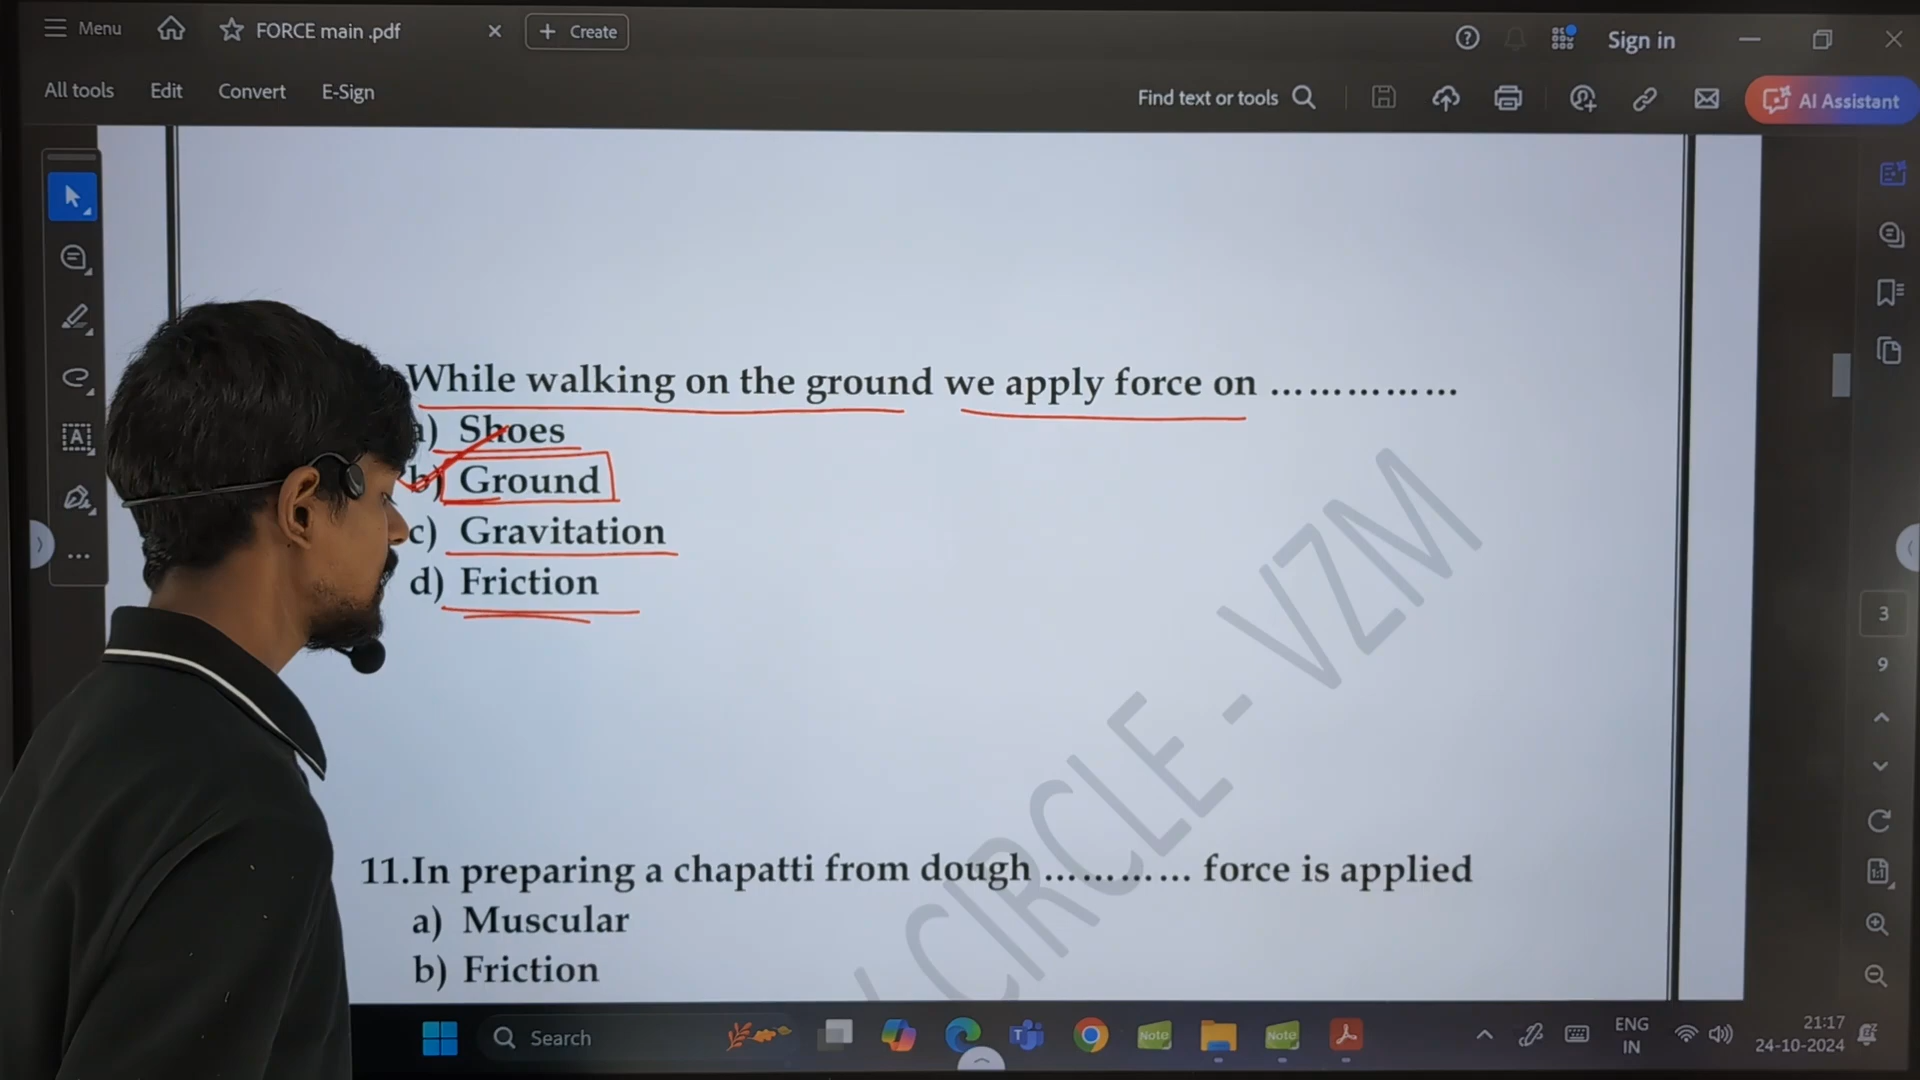 Menu
FORCE main .pdf
Create
Sign in
All tools
Edit
Convert
E-Sign
Find text or tools
AI Assistant
While walking on the ground we apply force on ...............
a) Shoes
b) Ground
c) Gravitation
d) Friction
CIRCLE - VZM
3
9
11.In preparing a chapatti from dough ............ force is applied
a) Muscular
b) Friction
Search
Note
Note
ENG
IN
21:17
24-10-2024